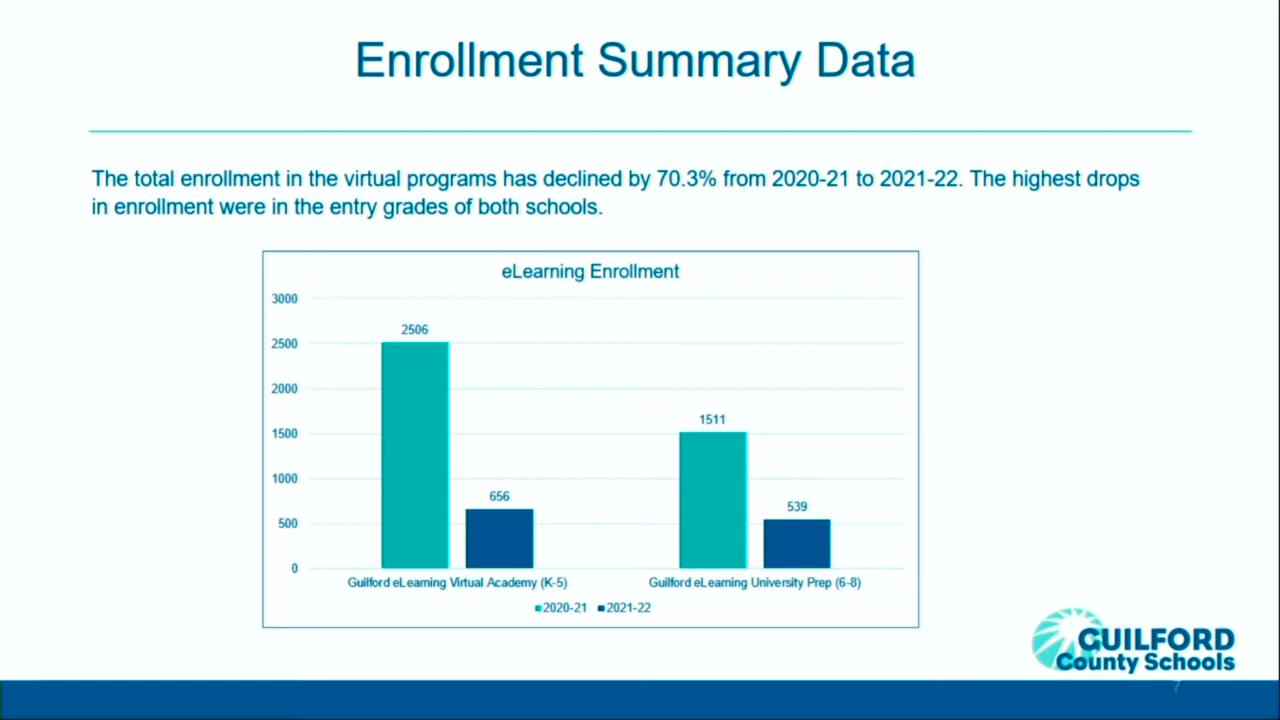 Enrollment Summary Data
The total enrollment in the virtual programs has declined by 70.3% from 2020-21 to 2021-22. The highest drops
in enrollment were in the entry grades of both schools.
eLearning Enrollment
3000
2500
2000
1500
1000
500
0
2506
656
1511
539
Guilford eLearning Virtual Academy (K-5)
Guilford eLearning University Prep (6-8)
2020-21 2021-22
GUILFORD
County Schools
7